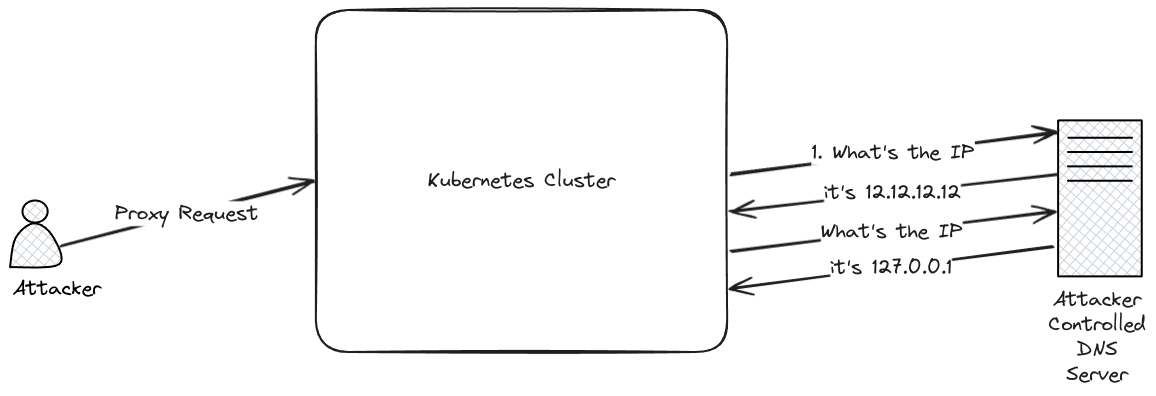 Kubernetes Cluster
Proxy Request
Attacker
1. What's the IP
it's 12.12.12.12
What's the IP
it's 127.0.0.1
Attacker
Controlled
DNS
Server